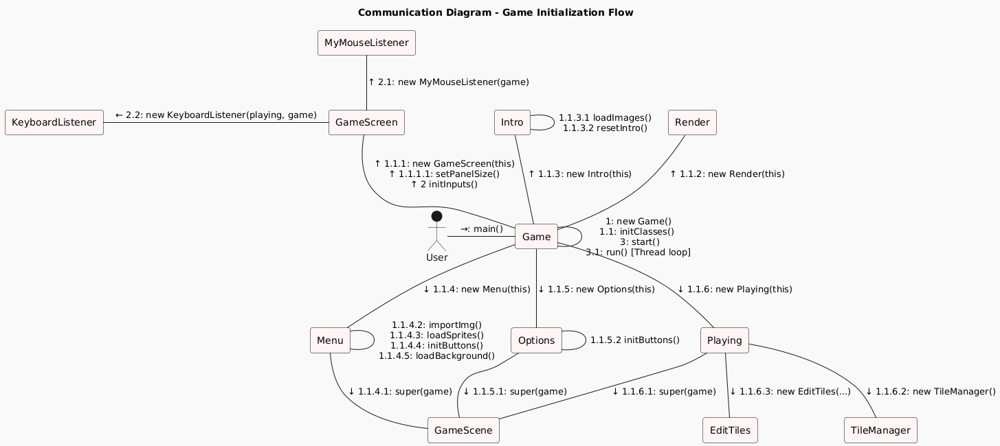 Communication Diagram - Game Initialization Flow
MyMouseListener
↑ 2.1: new MyMouseListener(game)
KeyboardListener
← 2.2: new KeyboardListener(playing, game)
GameScreen
Intro
1.1.3.1 loadImages()
1.1.3.2 resetIntro()
Render
↑ 1.1.1: new GameScreen(this)
↑ 1.1.1.1: setPanelSize()
↑ 2 initInputs()
↑ 1.1.3: new Intro(this)
↑ 1.1.2: new Render(this)
User
→: main()
Game
1: new Game()
1.1: initClasses()
3: start()
3.1: run() [Thread loop]
↓ 1.1.4: new Menu(this)
↓ 1.1.5: new Options(this)
↓ 1.1.6: new Playing(this)
Menu
1.1.4.2: importImg()
1.1.4.3: loadSprites()
1.1.4.4: initButtons()
1.1.4.5: loadBackground()
Options
1.1.5.2 initButtons()
Playing
↓ 1.1.4.1: super(game)
↓ 1.1.5.1: super(game)
↓ 1.1.6.1: super(game)
↓ 1.1.6.3: new EditTiles(...)
↓ 1.1.6.2: new TileManager()
GameScene
EditTiles
TileManager